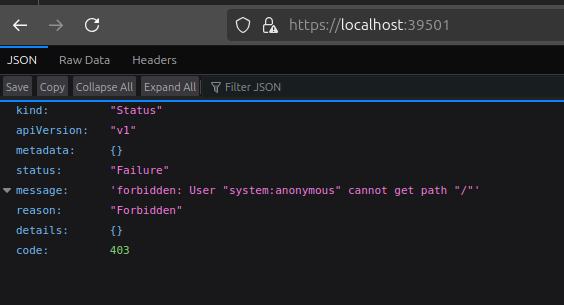 https://localhost:39501
JSON Raw Data Headers
Save Copy Collapse All Expand All Filter JSON
kind: "Status"
apiVersion: "v1"
metadata: {}
status: "Failure"
message: 'forbidden: User "system:anonymous" cannot get path "/"'
reason: "Forbidden"
details: {}
code: 403